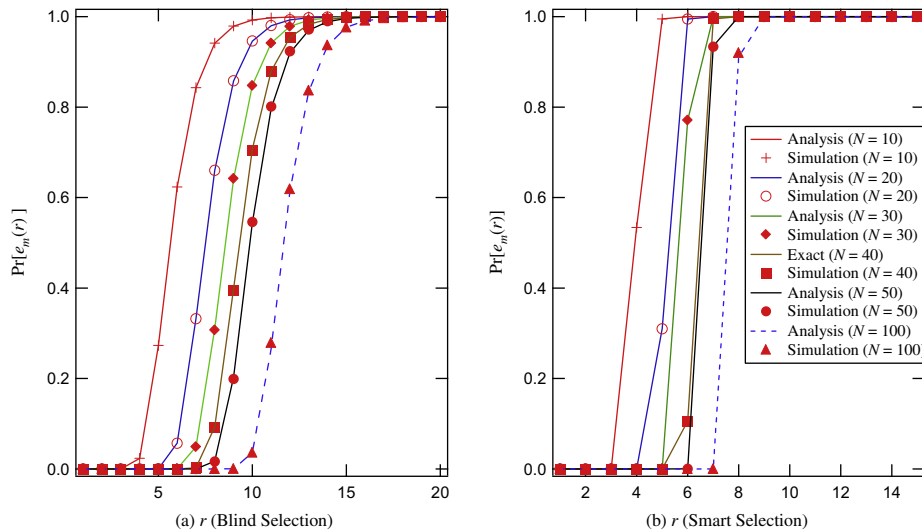 1.0
0.8
0.6
0.4
0.2
0.0
Pr[e_m(r) ]
5
10
15
20
(a) r (Blind Selection)
1.0
0.8
0.6
0.4
0.2
0.0
Pr[e_m(r)]
2
4
6
8
10
12
14
(b) r (Smart Selection)
Analysis (N = 10)
Simulation (N = 10)
Analysis (N = 20)
Simulation (N = 20)
Analysis (N = 30)
Simulation (N = 30)
Exact (N = 40)
Simulation (N = 40)
Analysis (N = 50)
Simulation (N = 50)
Analysis (N = 100)
Simulation (N = 100)